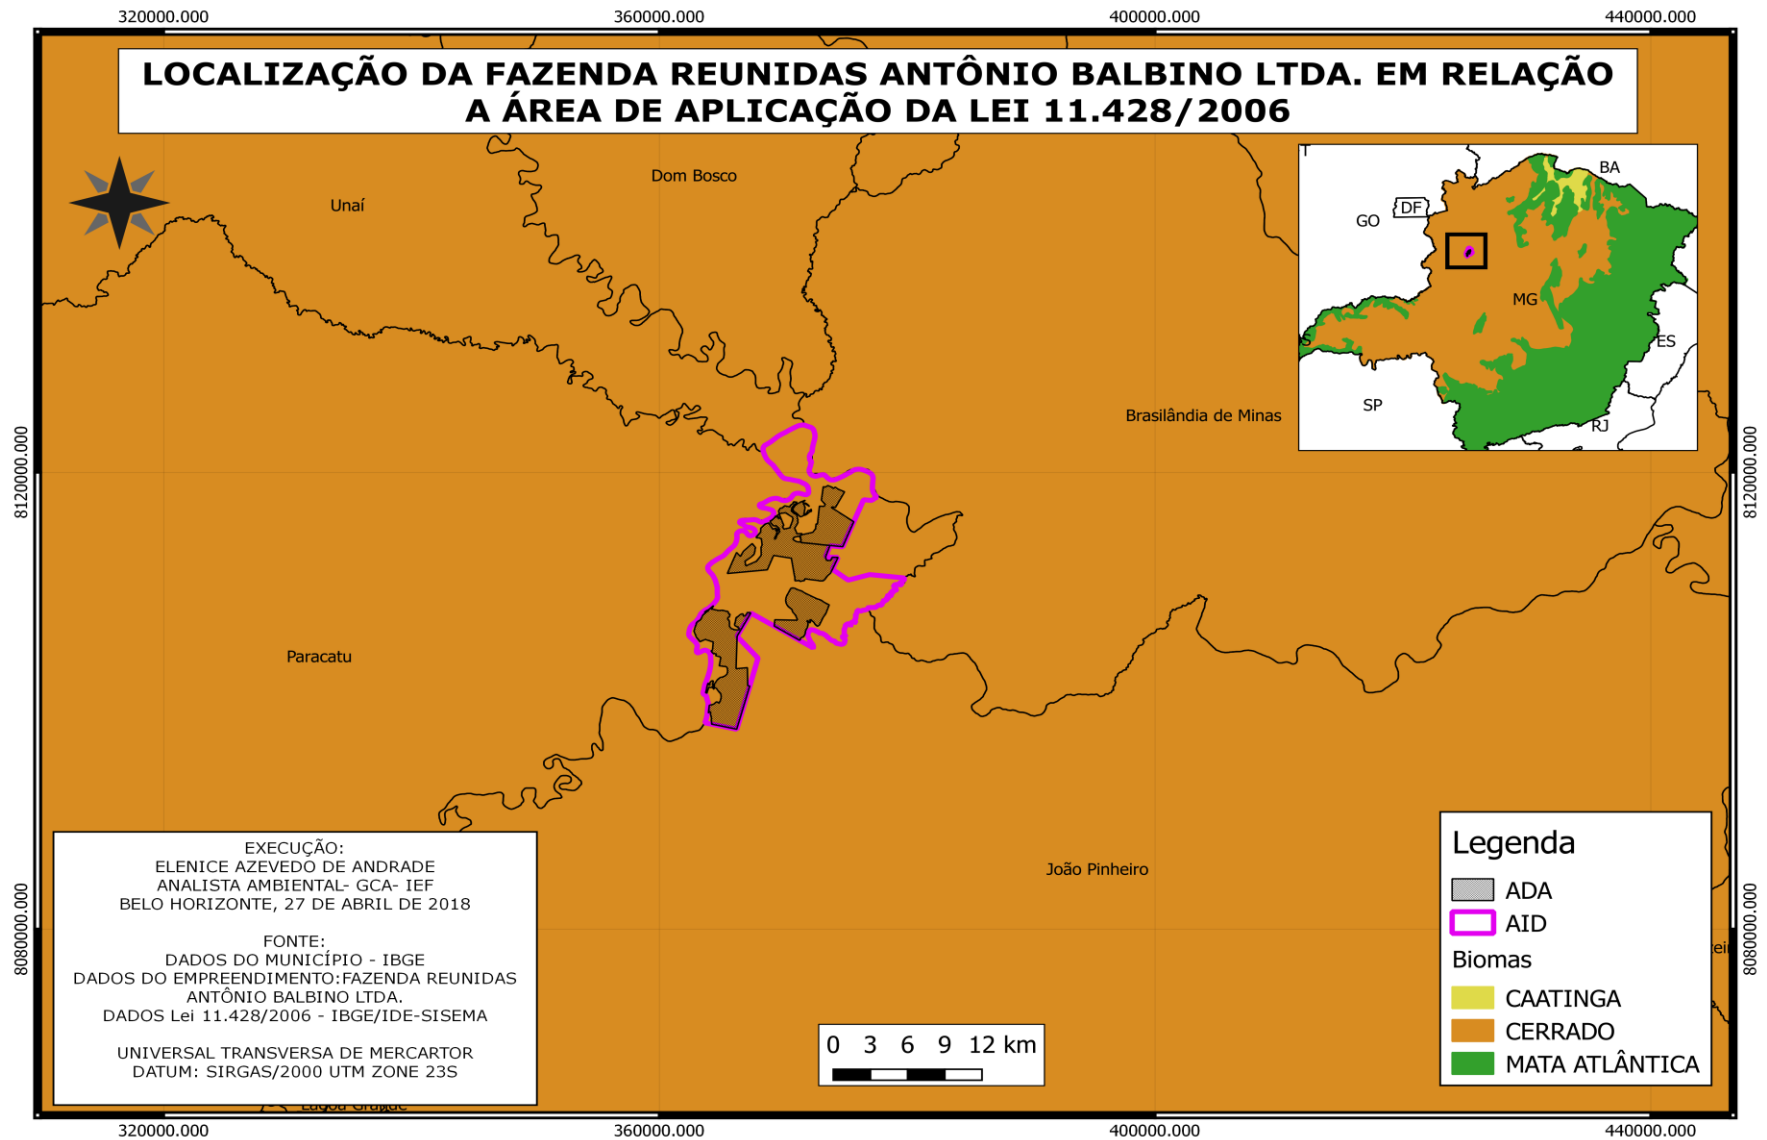 320000.000
360000.000
400000.000
440000.000
LOCALIZAÇÃO DA FAZENDA REUNIDAS ANTÔNIO BALBINO LTDA. EM RELAÇÃO
A ÁREA DE APLICAÇÃO DA LEI 11.428/2006
Unaí
Dom Bosco
Brasilândia de Minas
Paracatu
João Pinheiro
BA
GO
DF
MG
ES
SP
RJ
8120000.000
8120000.000
8080000.000
8080000.000
EXECUÇÃO:
ELENICE AZEVEDO DE ANDRADE
ANALISTA AMBIENTAL- GCA- IEF
BELO HORIZONTE, 27 DE ABRIL DE 2018
FONTE:
DADOS DO MUNICÍPIO - IBGE
DADOS DO EMPREENDIMENTO:FAZENDA REUNIDAS
ANTÔNIO BALBINO LTDA.
DADOS Lei 11.428/2006 - IBGE/IDE-SISEMA
UNIVERSAL TRANSVERSA DE MERCARTOR
DATUM: SIRGAS/2000 UTM ZONE 23S
Lagoa Grande
0 3 6 9 12 km
Legenda
ADA
AID
Biomas
CAATINGA
CERRADO
MATA ATLÂNTICA
320000.000
360000.000
400000.000
440000.000